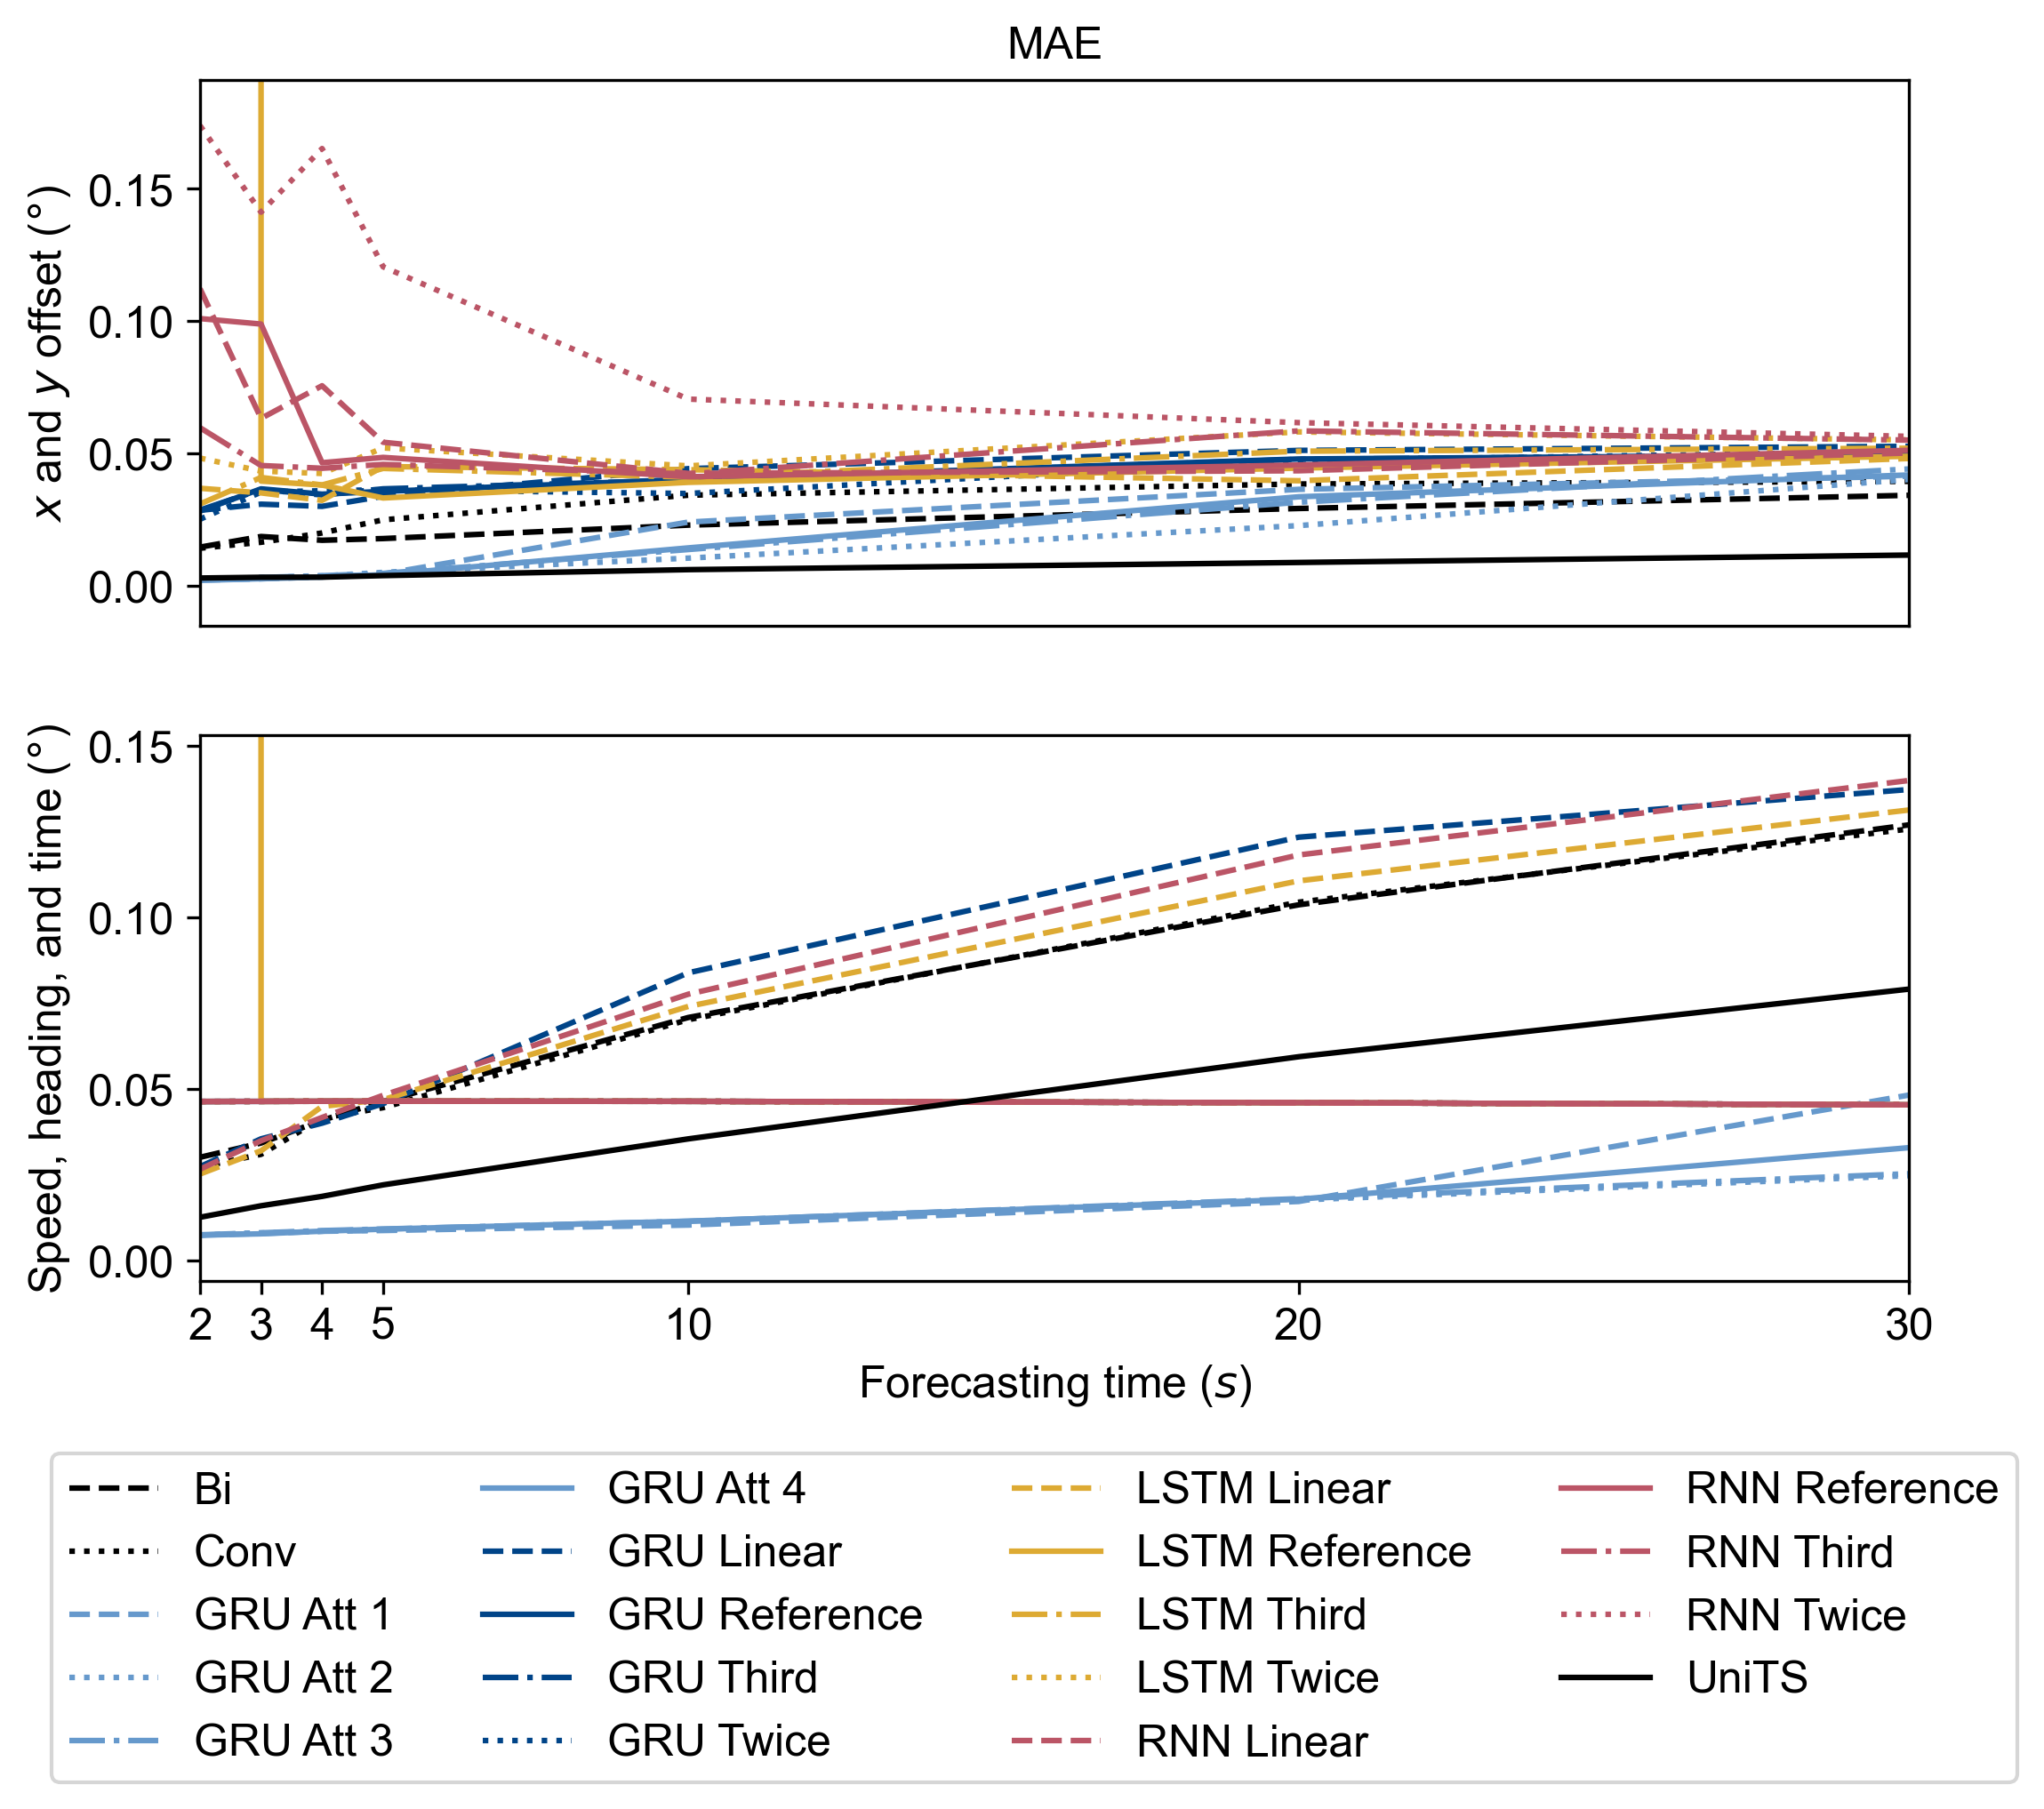 MAE
x and y offset (°)
0.15
0.10
0.05
0.00
Speed, heading, and time (°)
0.15
0.10
0.05
0.00
2 3 4 5 10 20 30
Forecasting time (s)
Bi
Conv
GRU Att 1
GRU Att 2
GRU Att 3
GRU Att 4
GRU Linear
GRU Reference
GRU Third
GRU Twice
LSTM Linear
LSTM Reference
LSTM Third
LSTM Twice
RNN Linear
RNN Reference
RNN Third
RNN Twice
UniTS